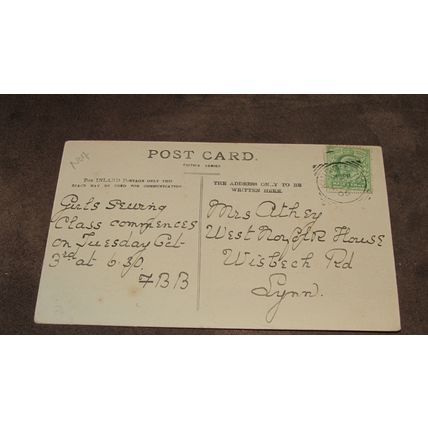 POST CARD.
FOR INLAND POSTAGE ONLY THIS
SPACE MAY BE USED FOR COMMUNICATION
Girls Sewing
Class commences
on Tuesday Oct
3rd at 6.30
THE ADDRESS ONLY TO BE
WRITTEN HERE.
Mrs Athey
West Norfolk House
Wisbech Rd
Lynn.